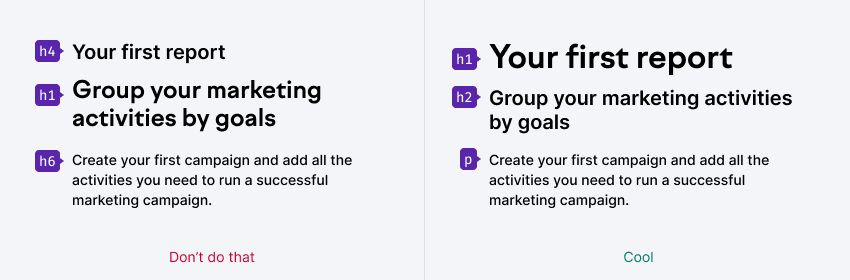 h4 Your first report
h1 Group your marketing
activities by goals
h6 Create your first campaign and add all the
activities you need to run a successful
marketing campaign.
Don’t do that
h1 Your first report
h2 Group your marketing activities
by goals
p Create your first campaign and add all the
activities you need to run a successful
marketing campaign.
Cool